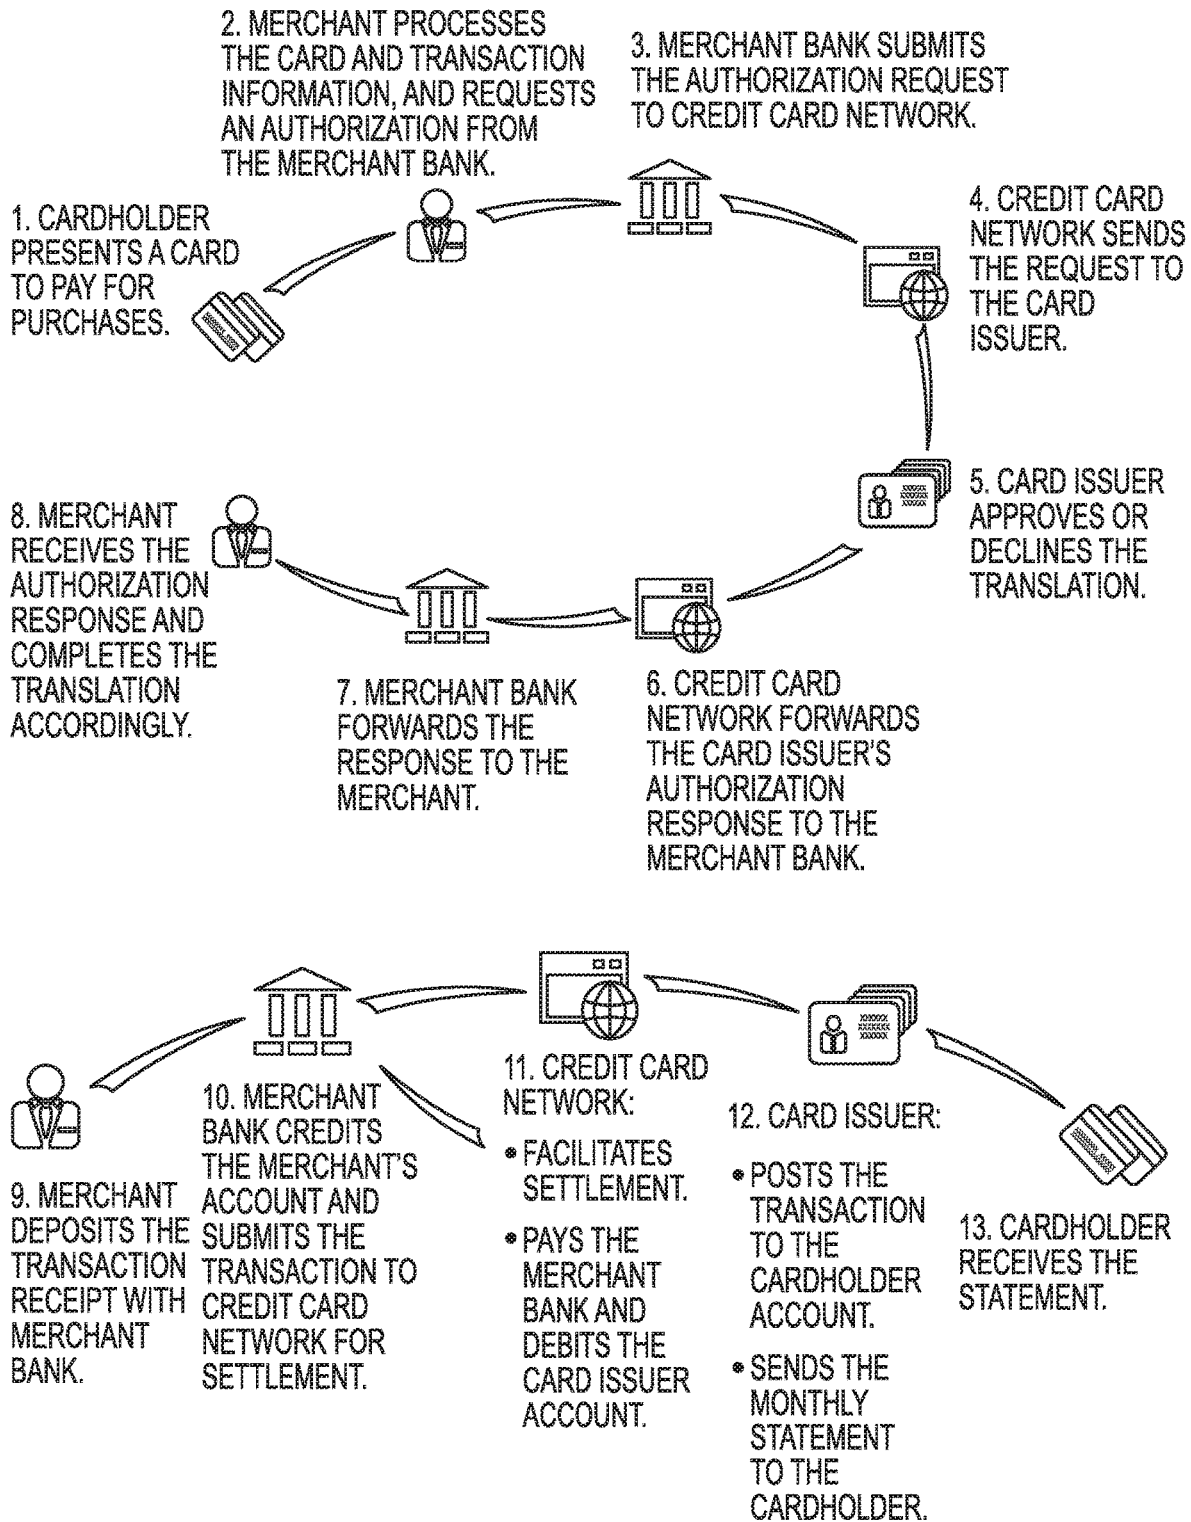 1. CARDHOLDER
PRESENTS A CARD
TO PAY FOR
PURCHASES.
2. MERCHANT PROCESSES
THE CARD AND TRANSACTION
INFORMATION, AND REQUESTS
AN AUTHORIZATION FROM
THE MERCHANT BANK.
3. MERCHANT BANK SUBMITS
THE AUTHORIZATION REQUEST
TO CREDIT CARD NETWORK.
4. CREDIT CARD
NETWORK SENDS
THE REQUEST TO
THE CARD
ISSUER.
5. CARD ISSUER
APPROVES OR
DECLINES THE
TRANSLATION.
6. CREDIT CARD
NETWORK FORWARDS
THE CARD ISSUER'S
AUTHORIZATION
RESPONSE TO THE
MERCHANT BANK.
7. MERCHANT BANK
FORWARDS THE
RESPONSE TO THE
MERCHANT.
8. MERCHANT
RECEIVES THE
AUTHORIZATION
RESPONSE AND
COMPLETES THE
TRANSLATION
ACCORDINGLY.
9. MERCHANT
DEPOSITS THE
TRANSACTION
RECEIPT WITH
MERCHANT
BANK.
10. MERCHANT
BANK CREDITS
THE MERCHANT'S
ACCOUNT AND
SUBMITS THE
TRANSACTION TO
CREDIT CARD
NETWORK FOR
SETTLEMENT.
11. CREDIT CARD
NETWORK:
• FACILITATES
SETTLEMENT.
• PAYS THE
MERCHANT
BANK AND
DEBITS THE
CARD ISSUER
ACCOUNT.
12. CARD ISSUER:
• POSTS THE
TRANSACTION
TO THE
CARDHOLDER
ACCOUNT.
• SENDS THE
MONTHLY
STATEMENT
TO THE
CARDHOLDER.
13. CARDHOLDER
RECEIVES THE
STATEMENT.